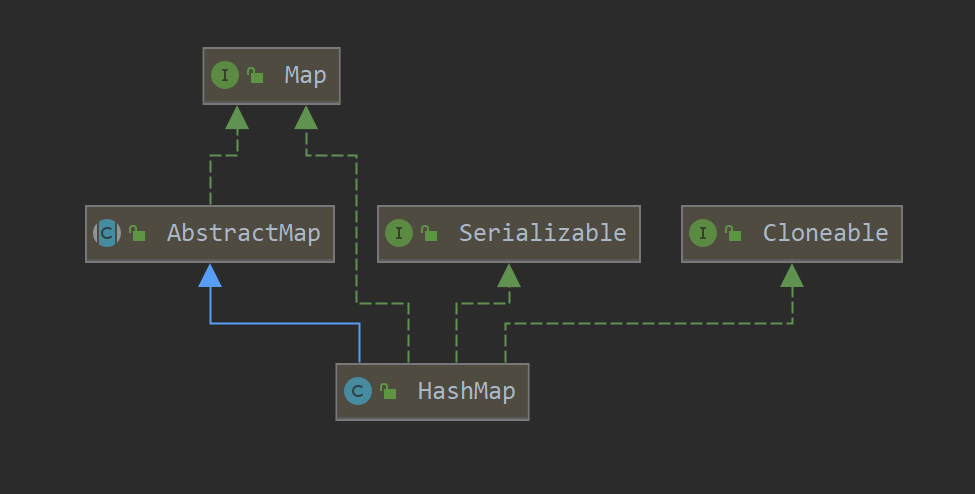 I Map
C AbstractMap
I Serializable
I Cloneable
C HashMap